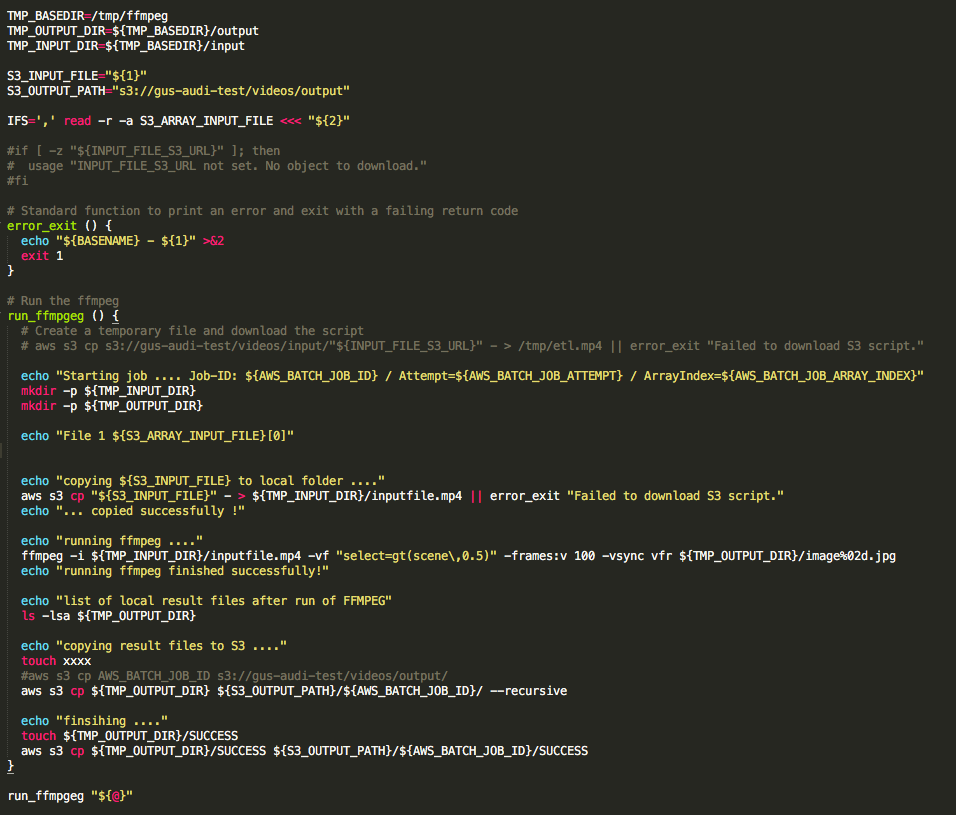 TMP_BASEDIR=/tmp/ffmpeg
TMP_OUTPUT_DIR=${TMP_BASEDIR}/output
TMP_INPUT_DIR=${TMP_BASEDIR}/input
S3_INPUT_FILE="${1}"
S3_OUTPUT_PATH="s3://gus-audi-test/videos/output"
IFS=',' read -r -a S3_ARRAY_INPUT_FILE <<< "${2}"
#if [ -z "${INPUT_FILE_S3_URL}" ]; then
#  usage "INPUT_FILE_S3_URL not set. No object to download."
#fi
# Standard function to print an error and exit with a failing return code
error_exit () {
  echo "${BASENAME} - ${1}" >&2
  exit 1
}
# Run the ffmpeg
run_ffmpgeg () {
  # Create a temporary file and download the script
  # aws s3 cp s3://gus-audi-test/videos/input/"${INPUT_FILE_S3_URL}" - > /tmp/etl.mp4 || error_exit "Failed to download S3 script."
  echo "Starting job .... Job-ID: ${AWS_BATCH_JOB_ID} / Attempt=${AWS_BATCH_JOB_ATTEMPT} / ArrayIndex=${AWS_BATCH_JOB_ARRAY_INDEX}"
  mkdir -p ${TMP_INPUT_DIR}
  mkdir -p ${TMP_OUTPUT_DIR}
  echo "File 1 ${S3_ARRAY_INPUT_FILE}[0]"
  echo "copying ${S3_INPUT_FILE} to local folder ...."
  aws s3 cp "${S3_INPUT_FILE}" - > ${TMP_INPUT_DIR}/inputfile.mp4 || error_exit "Failed to download S3 script."
  echo "... copied successfully !"
  echo "running ffmpeg ...."
  ffmpeg -i ${TMP_INPUT_DIR}/inputfile.mp4 -vf "select=gt(scene\,0.5)" -frames:v 100 -vsync vfr ${TMP_OUTPUT_DIR}/image%02d.jpg
  echo "running ffmpeg finished successfully!"
  echo "list of local result files after run of FFMPEG"
  ls -lsa ${TMP_OUTPUT_DIR}
  echo "copying result files to S3 ...."
  touch xxxx
  #aws s3 cp AWS_BATCH_JOB_ID s3://gus-audi-test/videos/output/
  aws s3 cp ${TMP_OUTPUT_DIR} ${S3_OUTPUT_PATH}/${AWS_BATCH_JOB_ID}/ --recursive
  echo "finsihing ...."
  touch ${TMP_OUTPUT_DIR}/SUCCESS
  aws s3 cp ${TMP_OUTPUT_DIR}/SUCCESS ${S3_OUTPUT_PATH}/${AWS_BATCH_JOB_ID}/SUCCESS
}
run_ffmpgeg "${@}"